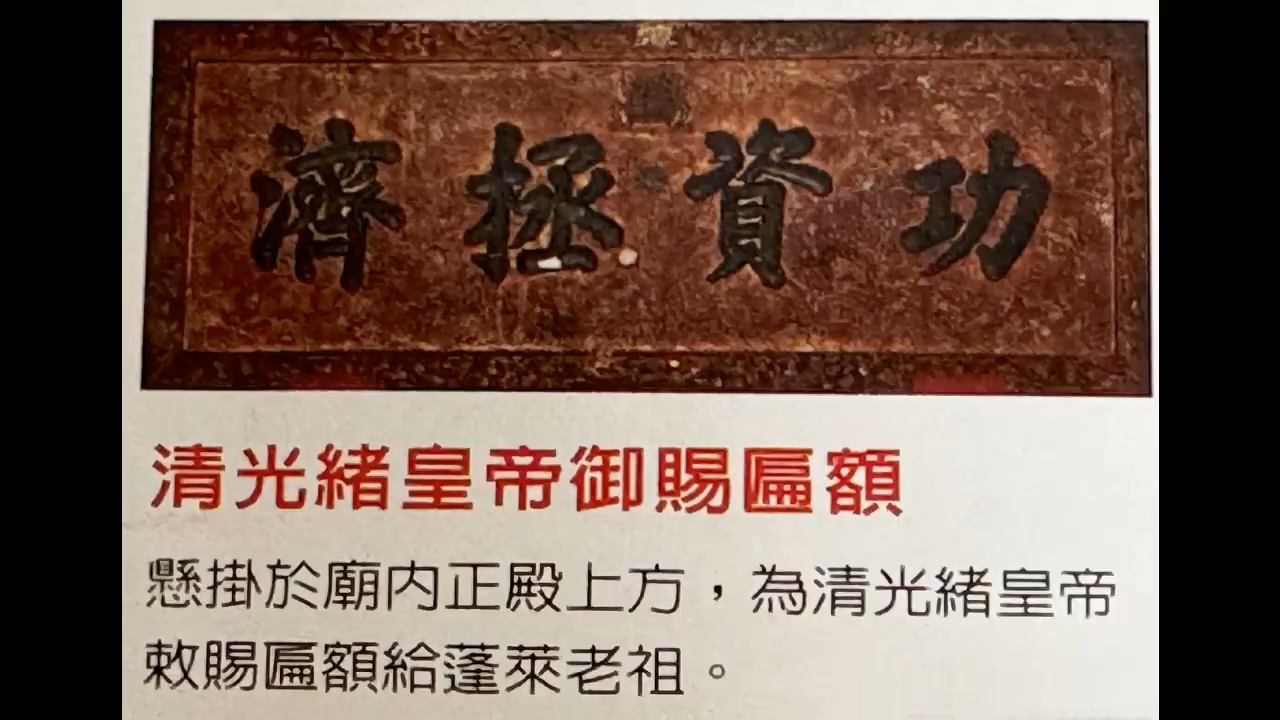 功資拯濟
清光緒皇帝御賜匾額
懸掛於廟內正殿上方，為清光緒皇帝
敕賜匾額給蓬萊老祖。